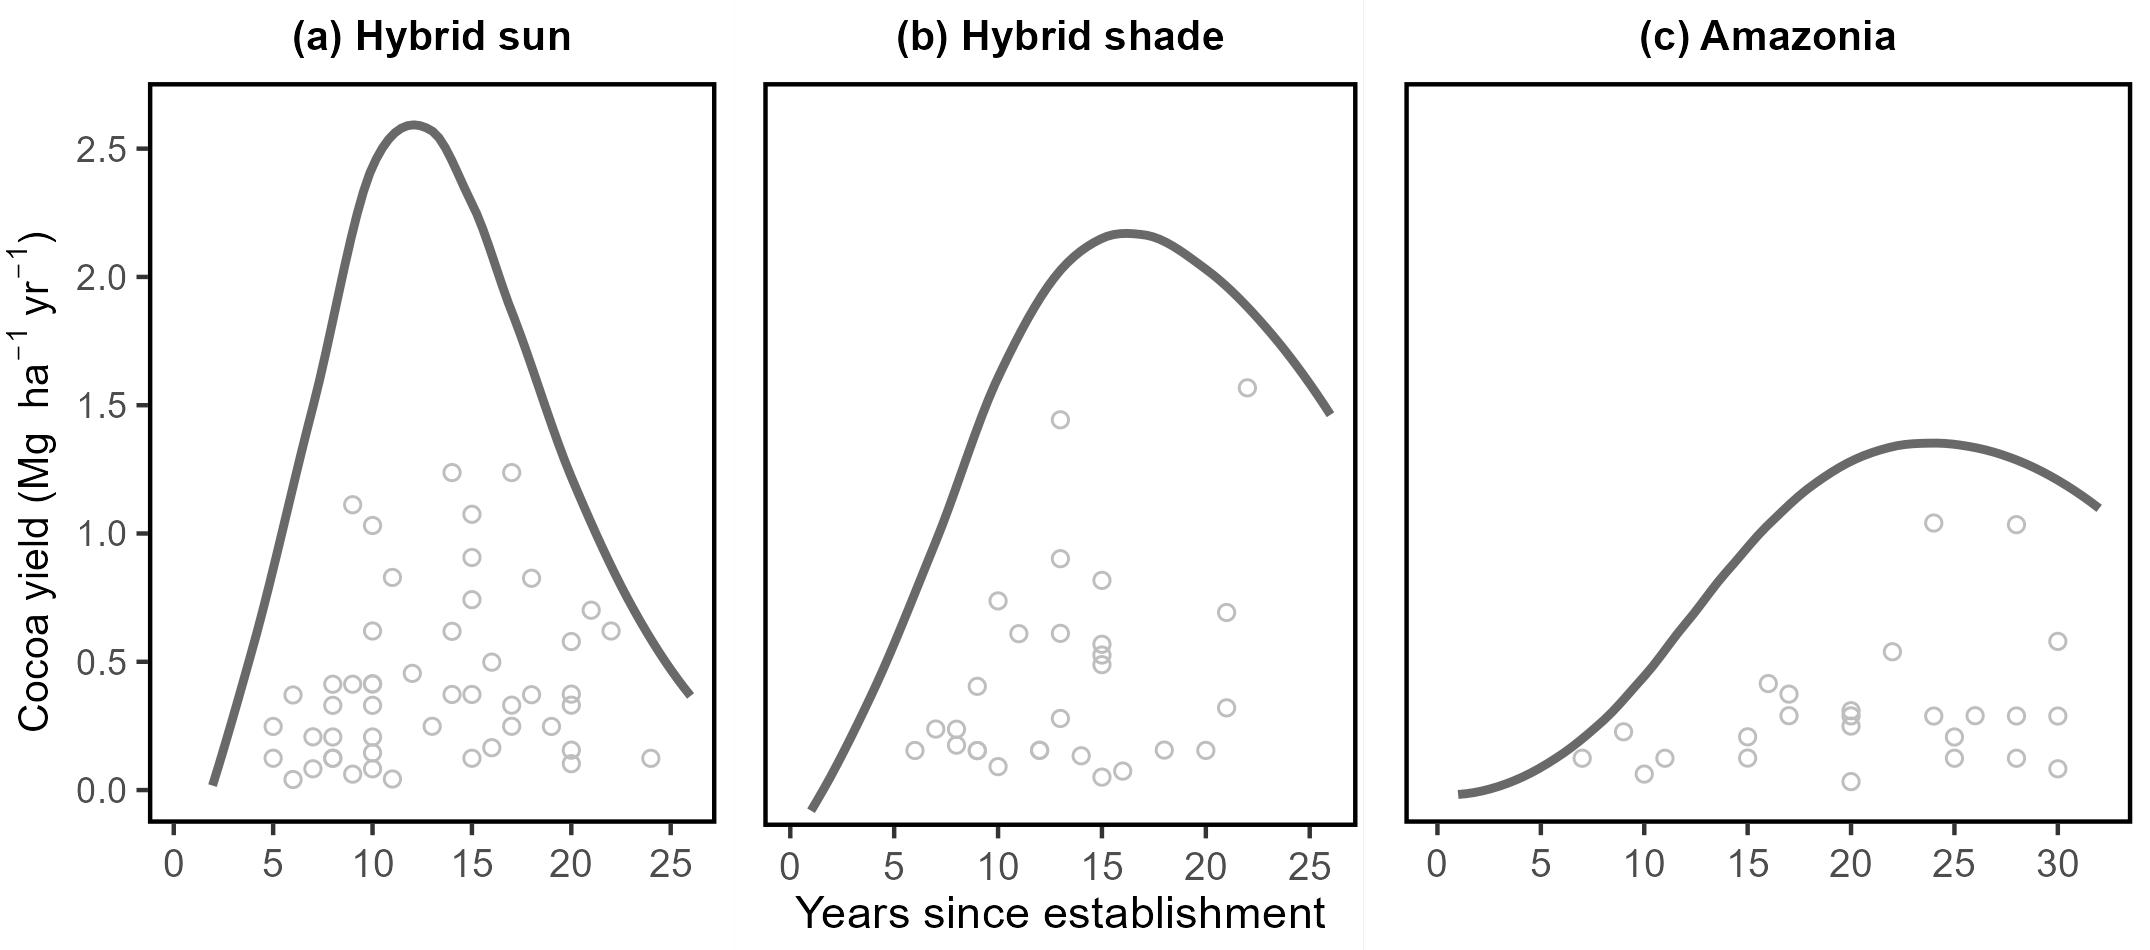 (a) Hybrid sun
(b) Hybrid shade
(c) Amazonia
Cocoa yield (Mg ha⁻¹ yr⁻¹)
2.5
2.0
1.5
1.0
0.5
0.0
0 5 10 15 20 25
0 5 10 15 20 25
0 5 10 15 20 25 30
Years since establishment